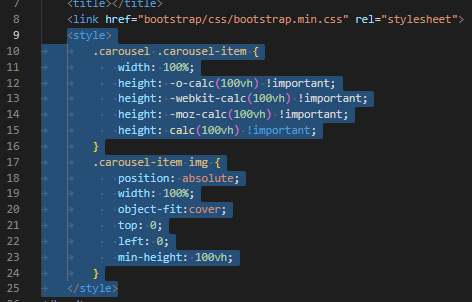 7 <title></title>
8 <link href="bootstrap/css/bootstrap.min.css" rel="stylesheet">
9 <style>
10 .carousel .carousel-item {
11 width: 100%;
12 height: -o-calc(100vh) !important;
13 height: -webkit-calc(100vh) !important;
14 height: -moz-calc(100vh) !important;
15 height: calc(100vh) !important;
16 }
17 .carousel-item img {
18 position: absolute;
19 width: 100%;
20 object-fit:cover;
21 top: 0;
22 left: 0;
23 min-height: 100vh;
24 }
25 </style>